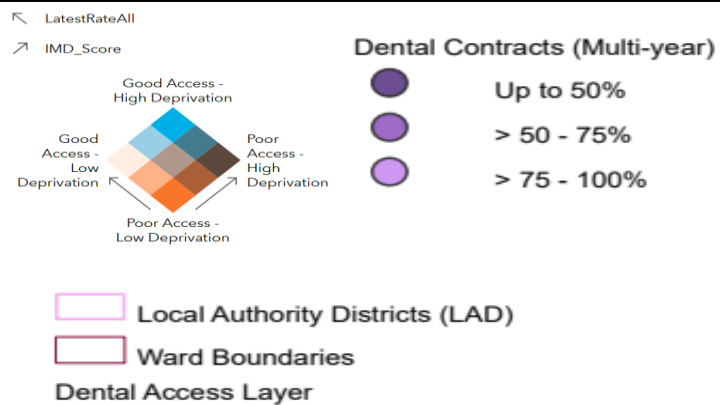 LatestRateAll
IMD_Score
Good Access -
High Deprivation
Good
Access -
Low
Deprivation
Poor
Access -
High
Deprivation
Poor Access -
Low Deprivation
Dental Contracts (Multi-year)
Up to 50%
> 50 - 75%
> 75 - 100%
Local Authority Districts (LAD)
Ward Boundaries
Dental Access Layer